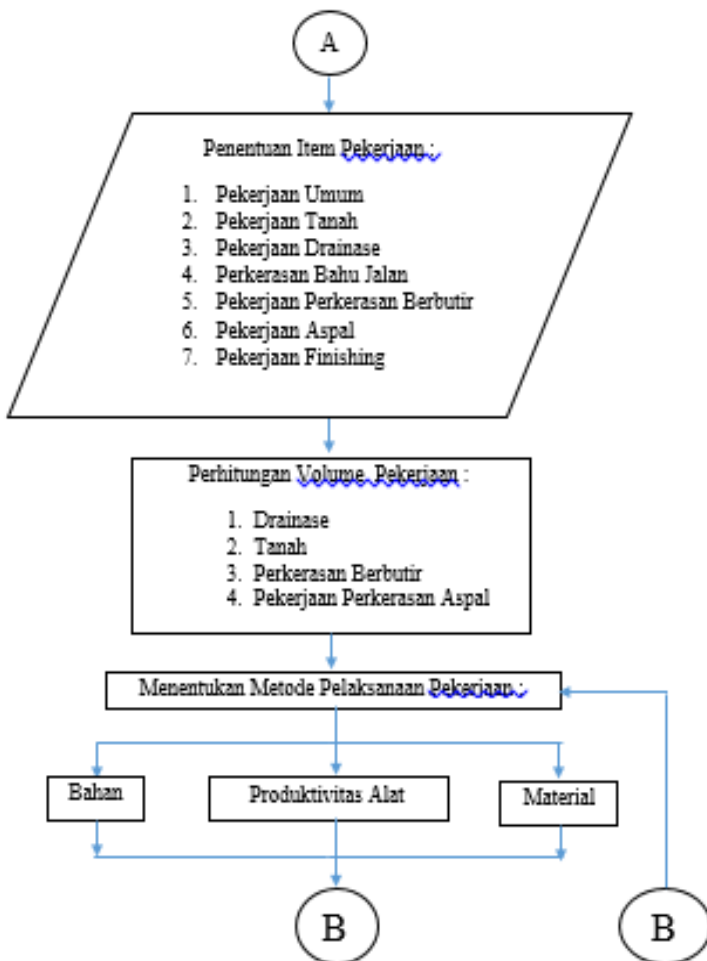 A
Penentuan Item Pekerjaan :
1. Pekerjaan Umum
2. Pekerjaan Tanah
3. Pekerjaan Drainase
4. Perkerasan Bahu Jalan
5. Pekerjaan Perkerasan Berbutir
6. Pekerjaan Aspal
7. Pekerjaan Finishing
Perhitungan Volume Pekerjaan :
1. Drainase
2. Tanah
3. Perkerasan Berbutir
4. Pekerjaan Perkerasan Aspal
Menentukan Metode Pelaksanaan Pekerjaan :
Bahan
Produktivitas Alat
Material
B
B